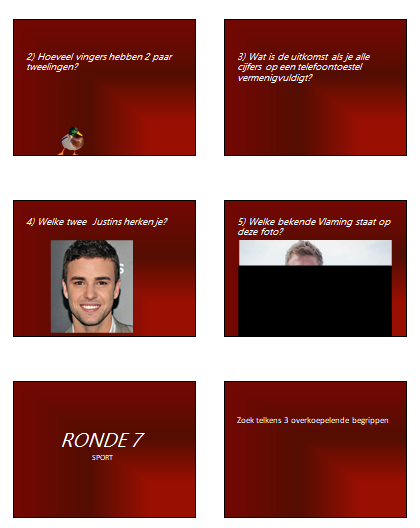 2) Hoeveel vingers hebben 2 paar
tweelingen?
3) Wat is de uitkomst als je alle
cijfers op een telefoontoestel
vermenigvuldigt?
4) Welke twee Justins herken je?
5) Welke bekende Vlaming staat op
deze foto?
RONDE 7
SPORT
Zoek telkens 3 overkoepelende begrippen